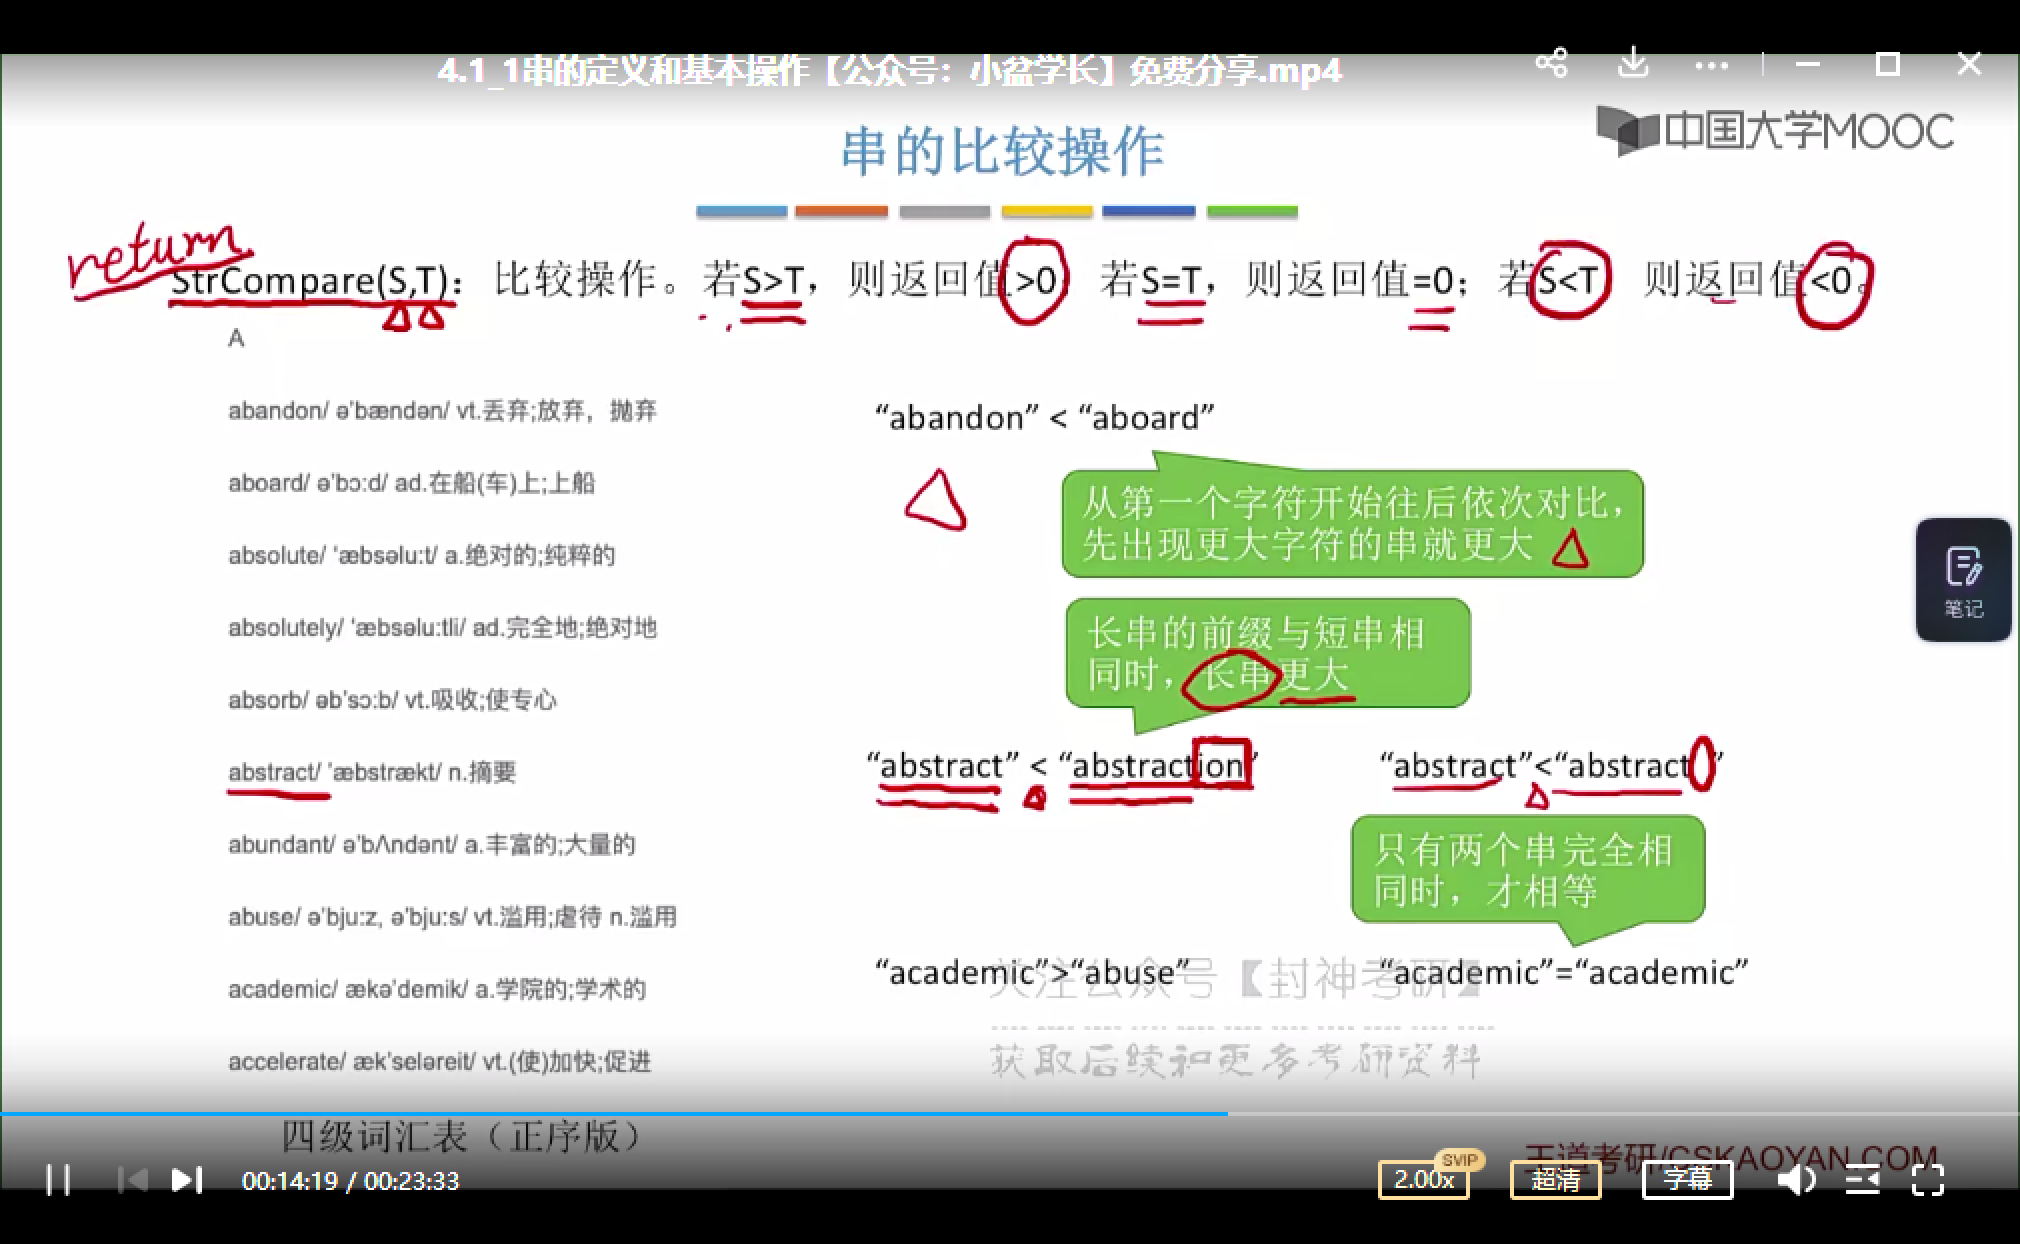 4.1_1串的定义和基本操作【公众号：小盆学长】免费分享.mp4
中国大学MOOC
串的比较操作
return
StrCompare(S,T)：比较操作。若S>T，则返回值>0；若S=T，则返回值=0；若S<T，则返回值<0。
A
abandon/ ə'bændən/ vt.丢弃;放弃，抛弃
aboard/ ə'bɔ:d/ ad.在船(车)上;上船
absolute/ 'æbsəlu:t/ a.绝对的;纯粹的
absolutely/ 'æbsəlu:tli/ ad.完全地;绝对地
absorb/ əb'sɔ:b/ vt.吸收;使专心
abstract/ 'æbstrækt/ n.摘要
abundant/ ə'bΛndənt/ a.丰富的;大量的
abuse/ ə'bju:z, ə'bju:s/ vt.滥用;虐待 n.滥用
academic/ ækə'demik/ a.学院的;学术的
accelerate/ æk'seləreit/ vt.(使)加快;促进
四级词汇表（正序版）
“abandon” < “aboard”
从第一个字符开始往后依次对比，
先出现更大字符的串就更大
长串的前缀与短串相
同时，长串更大
“abstract” < “abstraction”
“abstract”<“abstract ”
只有两个串完全相
同时，才相等
“academic”>“abuse”
“academic”=“academic”
关注公众号【封神考研】
获取后续和更多考研资料
笔记
王道考研/CSKAOYAN.COM
00:14:19 / 00:23:33
2.00x
SVIP
超清
字幕